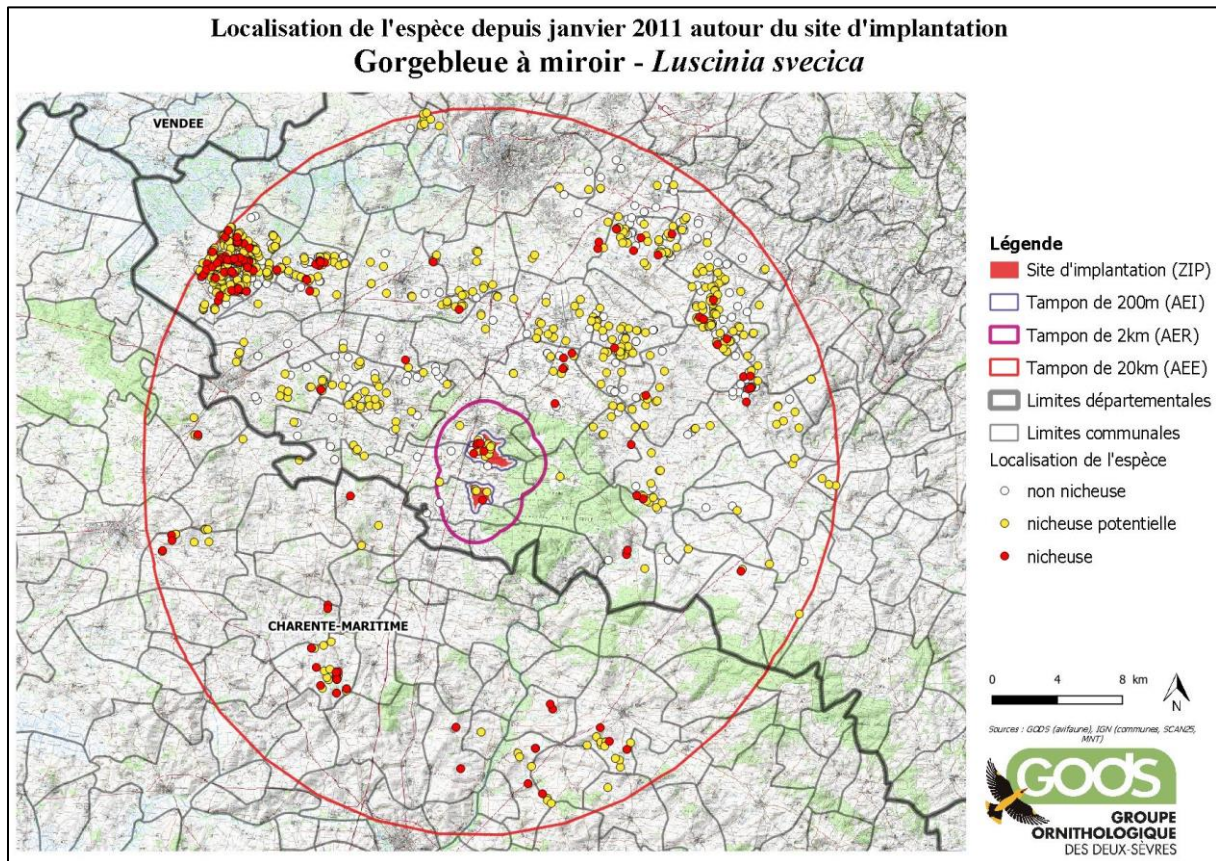 Localisation de l'espèce depuis janvier 2011 autour du site d'implantation
Gorgebleue à miroir - Luscinia svecica
VENDEE
CHARENTE-MARITIME
Légende
Site d'implantation (ZIP)
Tampon de 200m (AEI)
Tampon de 2km (AER)
Tampon de 20km (AEE)
Limites départementales
Limites communales
Localisation de l'espèce
non nicheuse
nicheuse potentielle
nicheuse
0 4 8 km
N
Sources : GODS (avifaune), IGN (communes, SCAN25,
MNT)
GODS
GROUPE
ORNITHOLOGIQUE
DES DEUX-SÈVRES